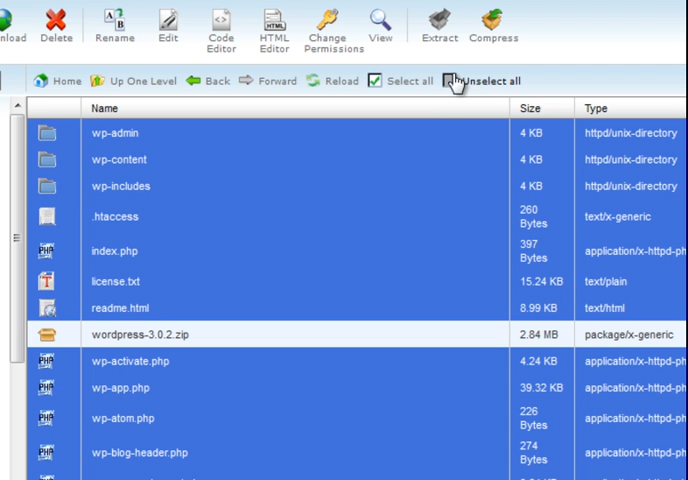 nload Delete Rename Edit Code Editor HTML Editor Change Permissions View Extract Compress
Home Up One Level Back Forward Reload Select all Unselect all
Name Size Type
wp-admin 4 KB httpd/unix-directory
wp-content 4 KB httpd/unix-directory
wp-includes 4 KB httpd/unix-directory
.htaccess 260 Bytes text/x-generic
index.php 397 Bytes application/x-httpd-ph
license.txt 15.24 KB text/plain
readme.html 8.99 KB text/html
wordpress-3.0.2.zip 2.84 MB package/x-generic
wp-activate.php 4.24 KB application/x-httpd-ph
wp-app.php 39.32 KB application/x-httpd-ph
wp-atom.php 226 Bytes application/x-httpd-ph
wp-blog-header.php 274 Bytes application/x-httpd-ph